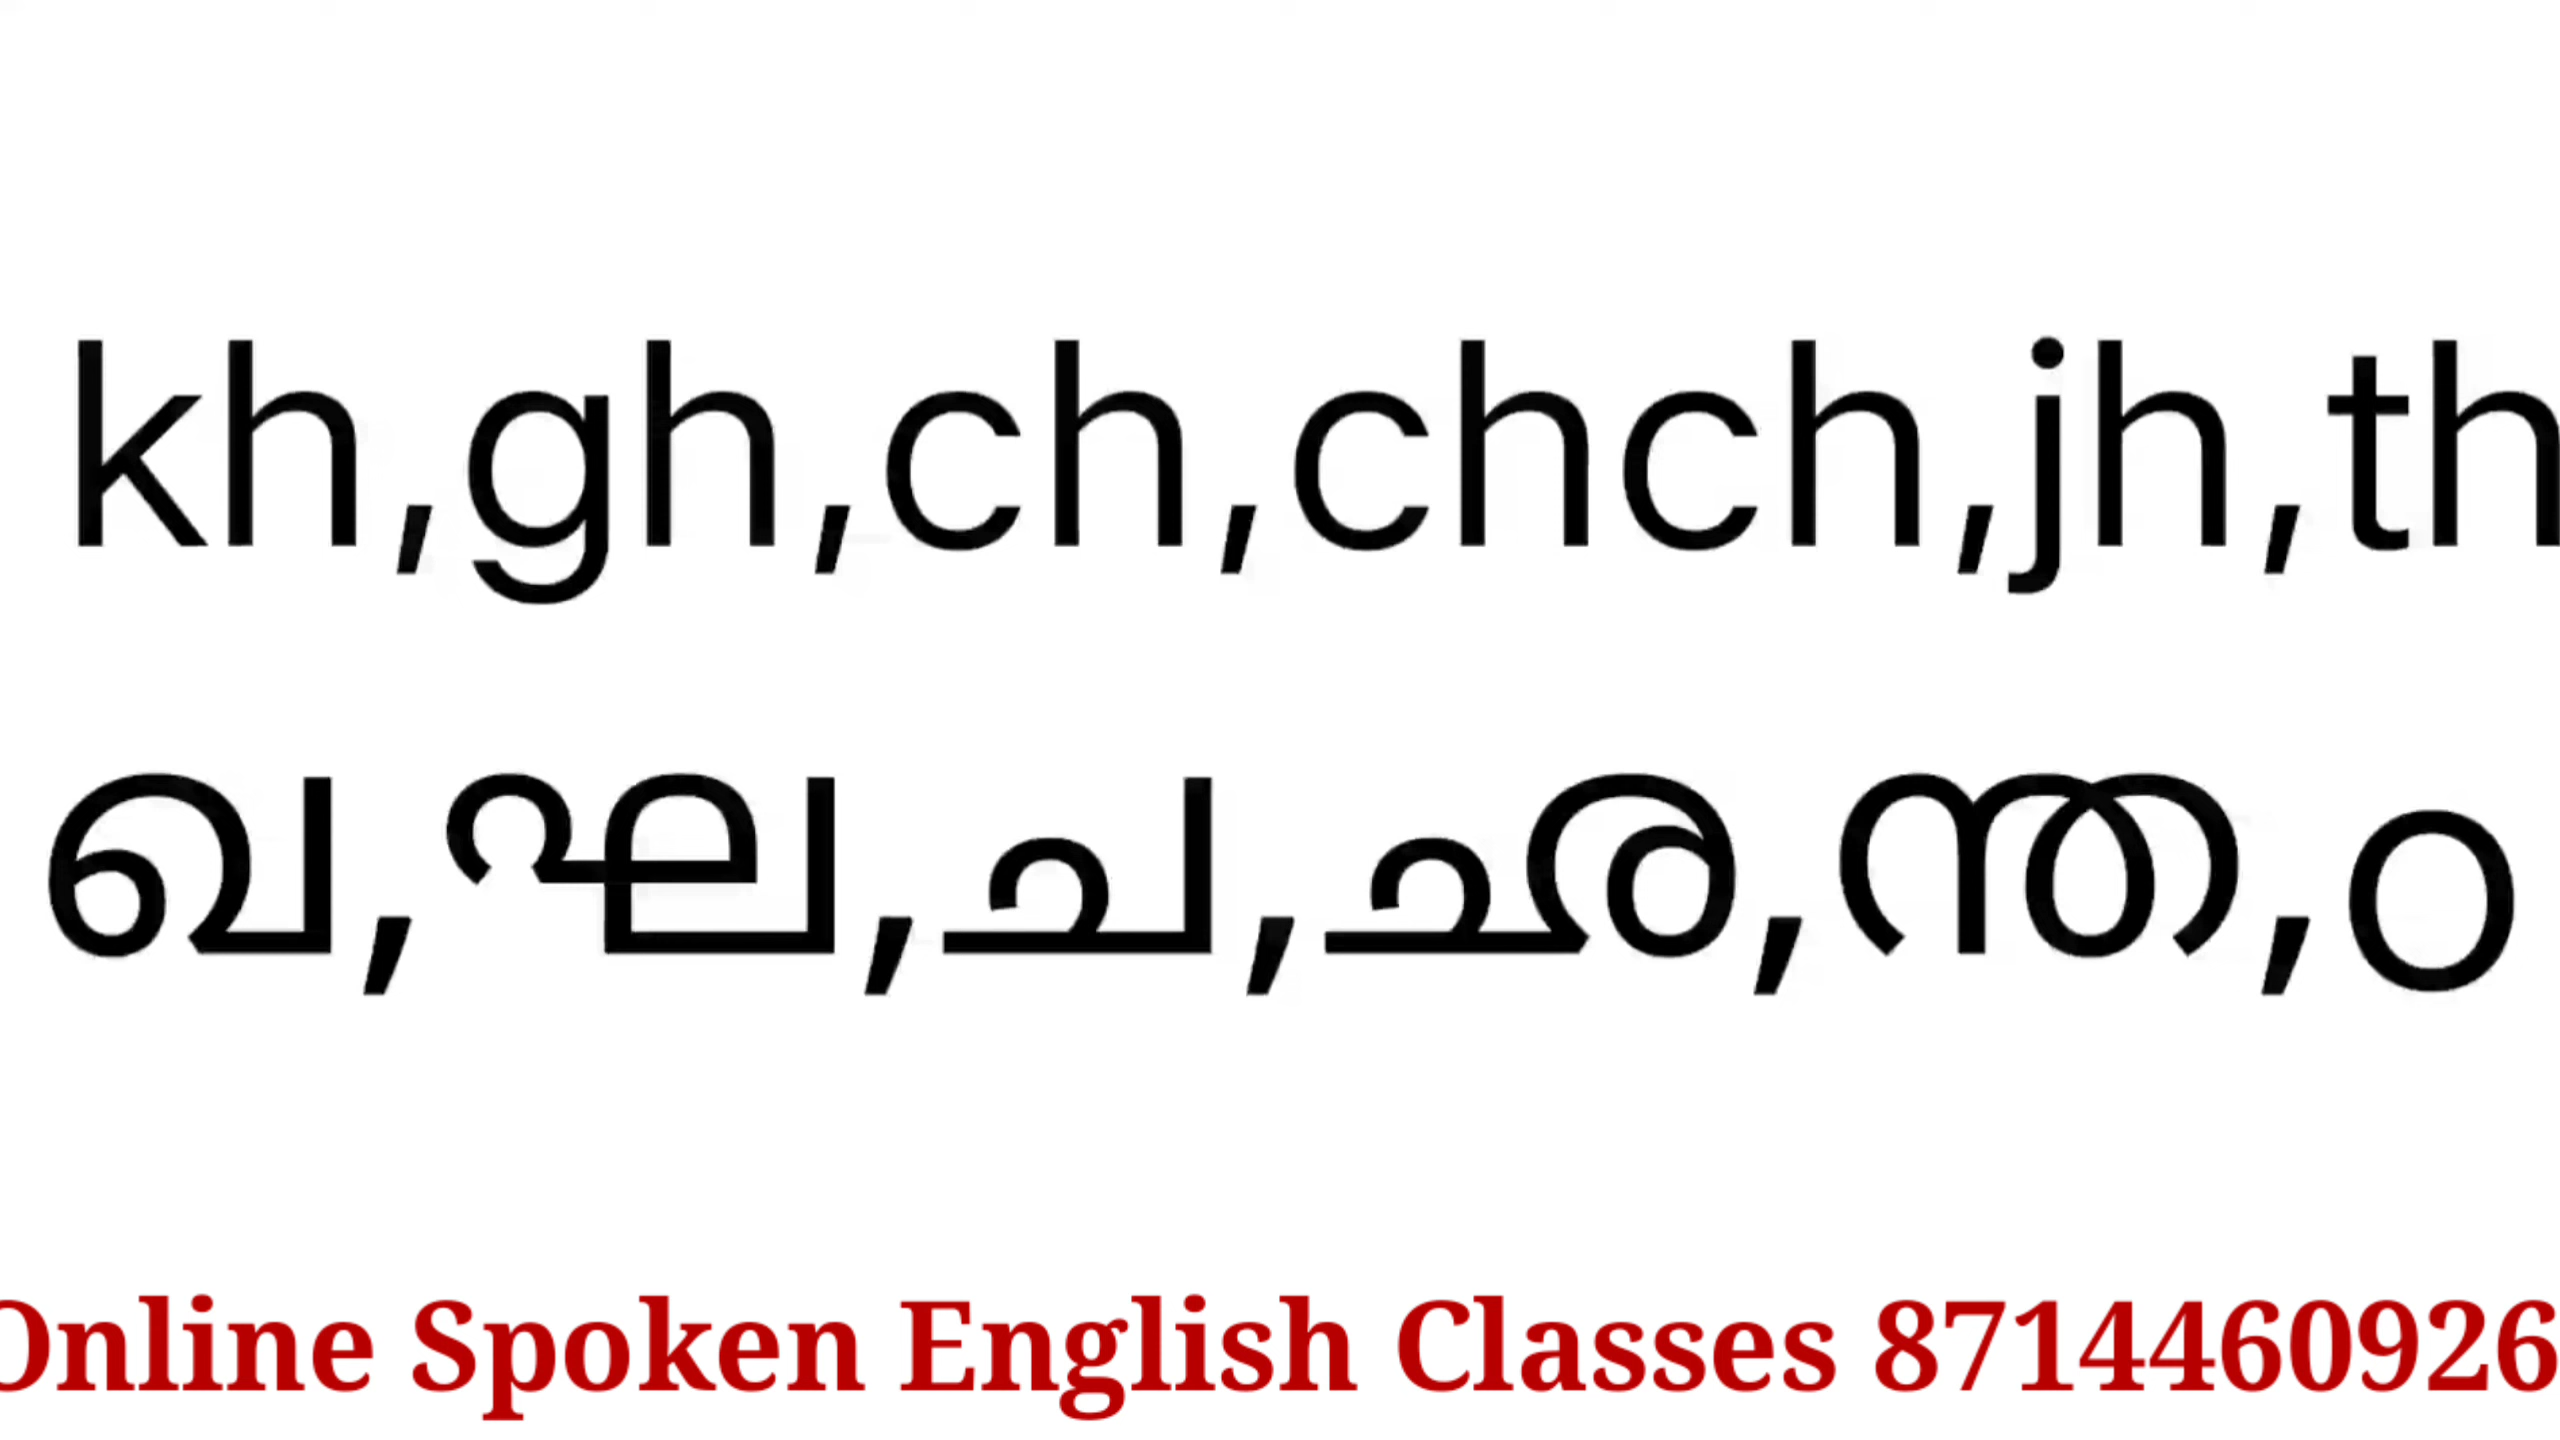 kh,gh,ch,chch,jh,th
ഖ,ഘ,ച,ഛ,ന്ത,ഠ
Online Spoken English Classes 8714460926